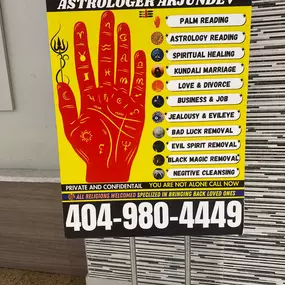 ASTROLOGER ARJUNDEV
PALM READING
ASTROLOGY READING
SPIRITUAL HEALING
KUNDALI MARRIAGE
LOVE & DIVORCE
BUSINESS & JOB
JEALOUSY & EVILEYE
BAD LUCK REMOVAL
EVIL SPIRIT REMOVAL
BLACK MAGIC REMOVAL
NEGITIVE CLEANSING
PRIVATE AND CONFIDENTAIL YOU ARE NOT ALONE CALL NOW
ALL RELIGIONS WELCOMED SPECLIZED IN BRINGING BACK LOVED ONES
404-980-4449